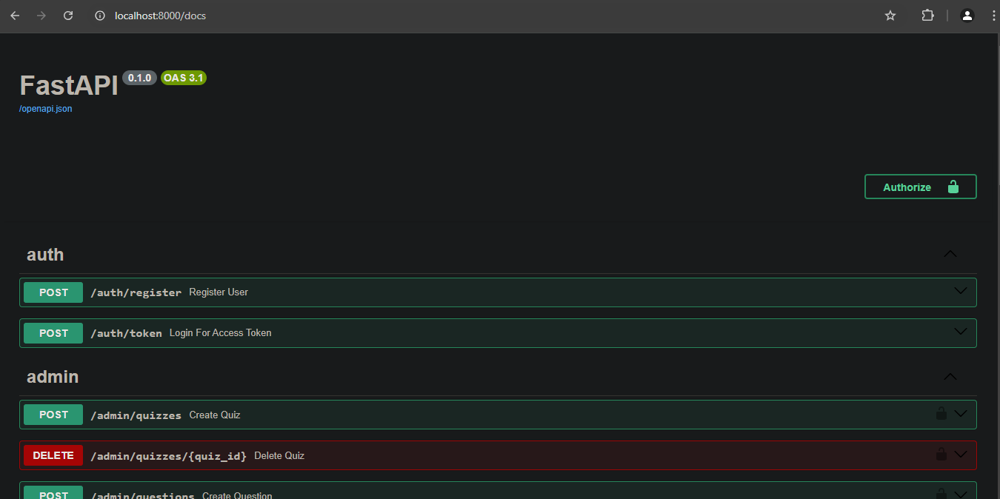 localhost:8000/docs
FastAPI 0.1.0 OAS 3.1
/openapi.json
Authorize
auth
POST /auth/register Register User
POST /auth/token Login For Access Token
admin
POST /admin/quizzes Create Quiz
DELETE /admin/quizzes/{quiz_id} Delete Quiz
POST /admin/questions Create Question